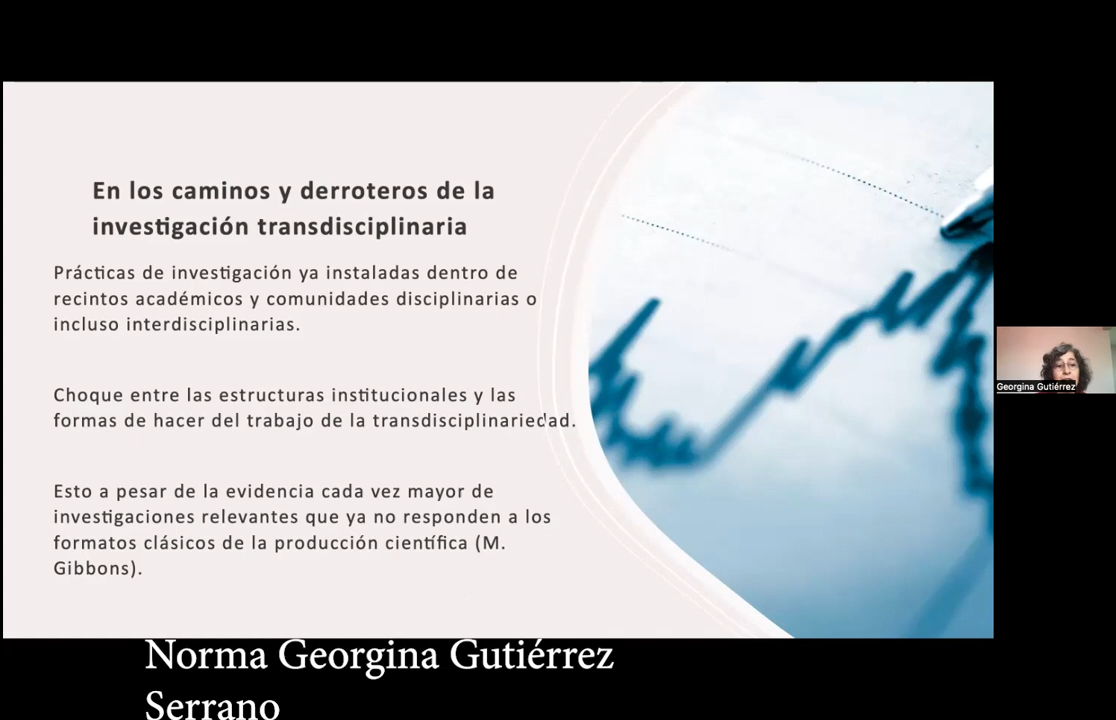 En los caminos y derroteros de la
investigación transdisciplinaria
Prácticas de investigación ya instaladas dentro de
recintos académicos y comunidades disciplinarias o
incluso interdisciplinarias.
Choque entre las estructuras institucionales y las
formas de hacer del trabajo de la transdisciplinariedad.
Esto a pesar de la evidencia cada vez mayor de
investigaciones relevantes que ya no responden a los
formatos clásicos de la producción científica (M.
Gibbons).
Georgina Gutiérrez
Norma Georgina Gutiérrez
Serrano